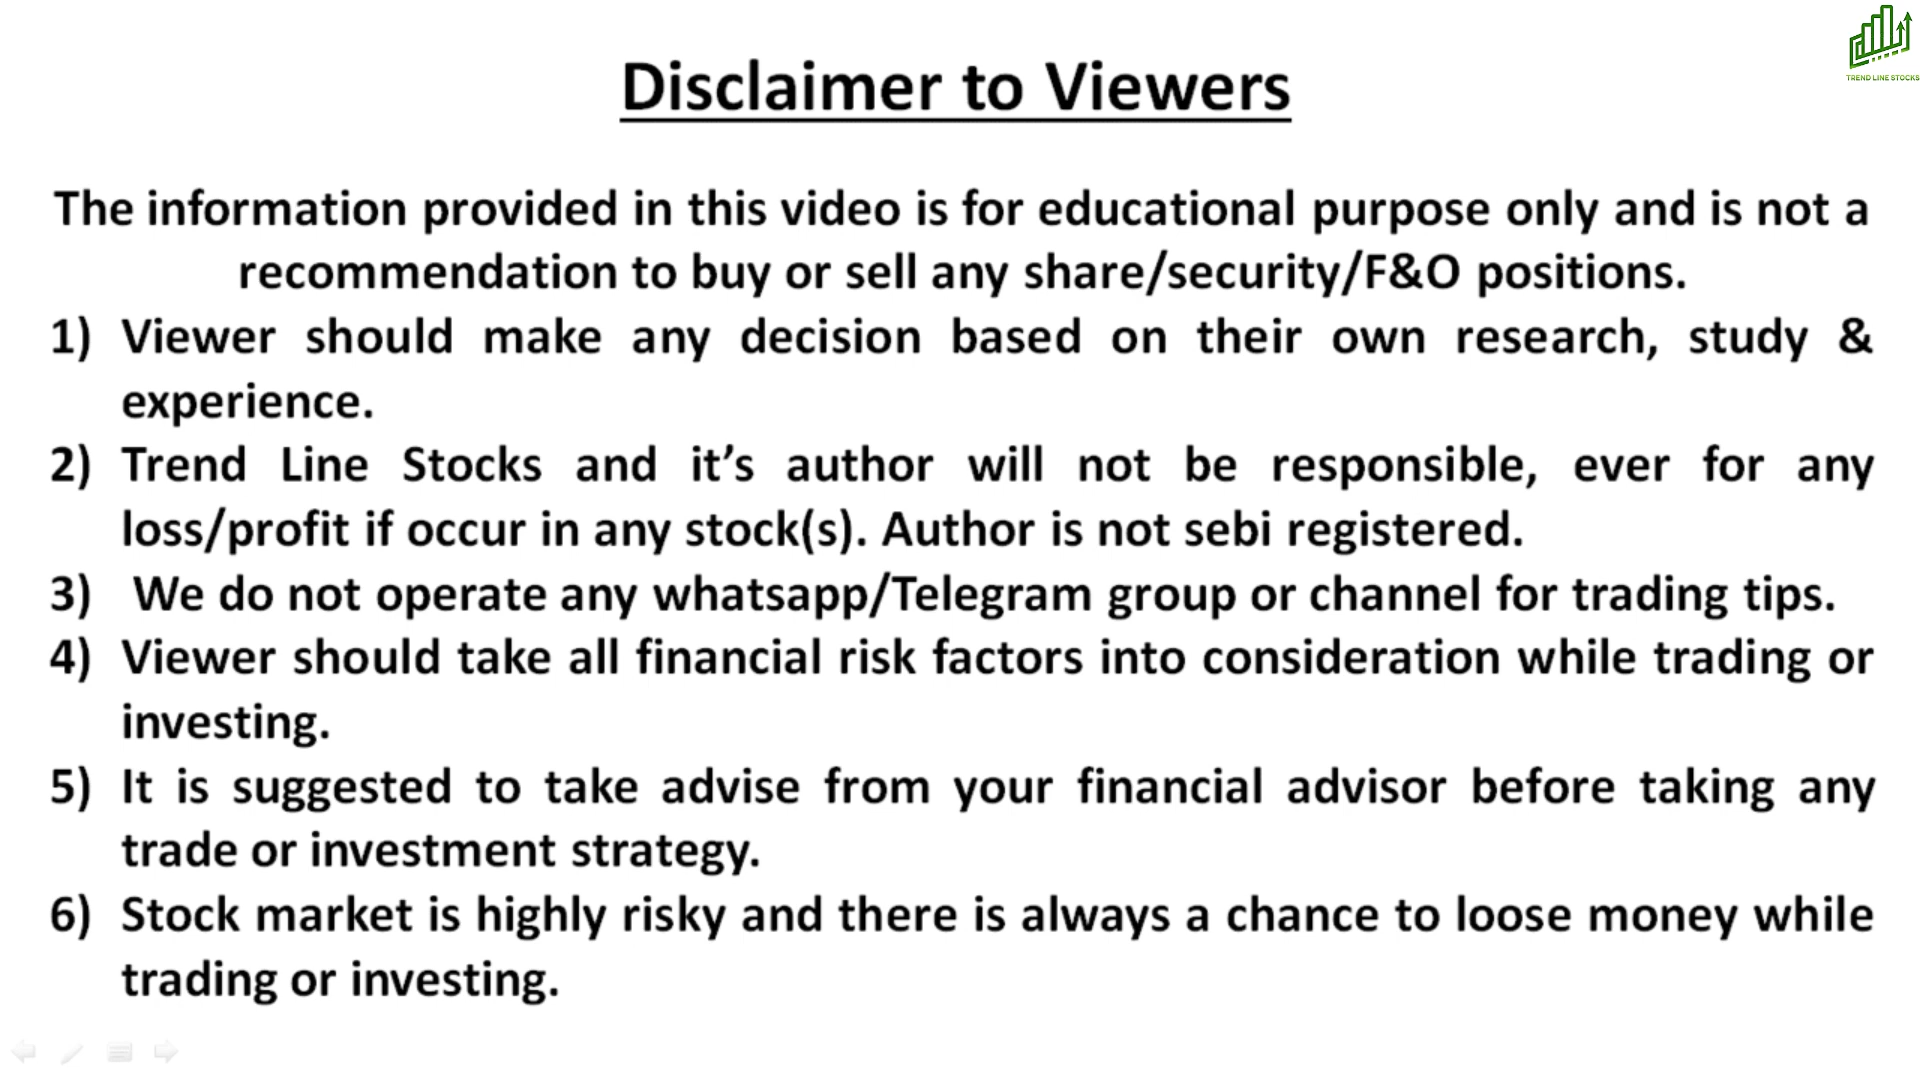 TREND LINE STOCKS
Disclaimer to Viewers
The information provided in this video is for educational purpose only and is not a
recommendation to buy or sell any share/security/F&O positions.
1) Viewer should make any decision based on their own research, study &
experience.
2) Trend Line Stocks and it’s author will not be responsible, ever for any
loss/profit if occur in any stock(s). Author is not sebi registered.
3) We do not operate any whatsapp/Telegram group or channel for trading tips.
4) Viewer should take all financial risk factors into consideration while trading or
investing.
5) It is suggested to take advise from your financial advisor before taking any
trade or investment strategy.
6) Stock market is highly risky and there is always a chance to loose money while
trading or investing.